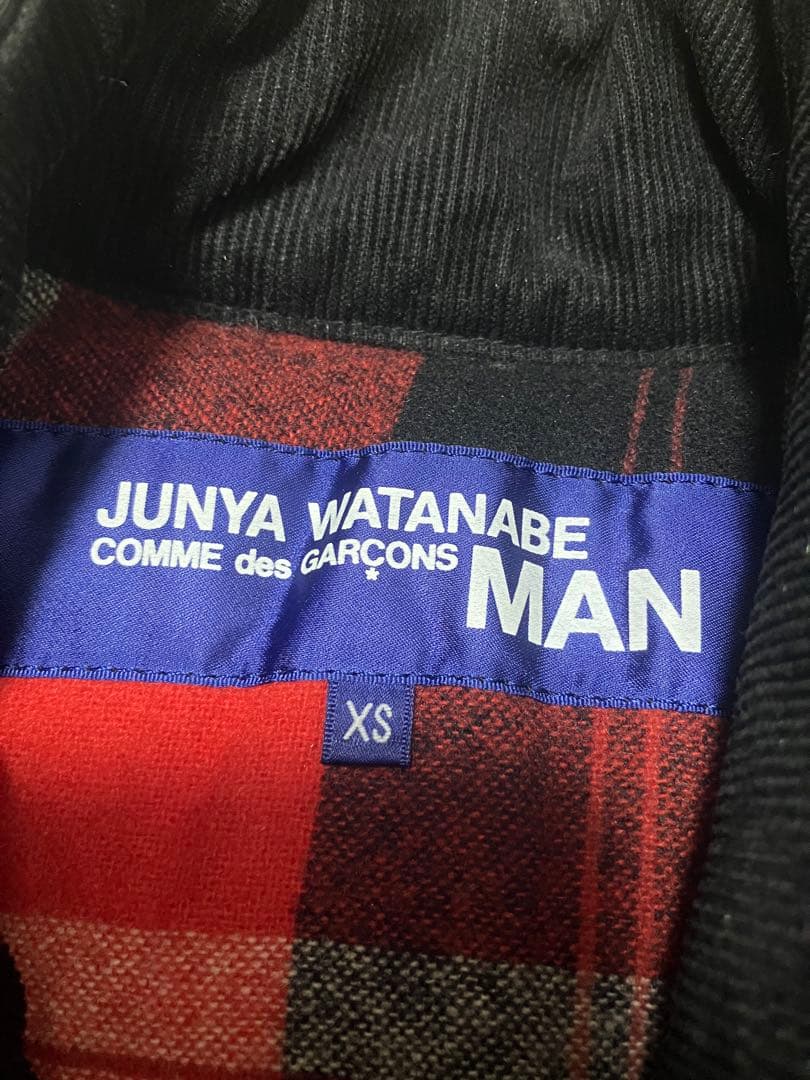 JUNYA WATANABE
COMME des GARÇONS MAN
*
XS